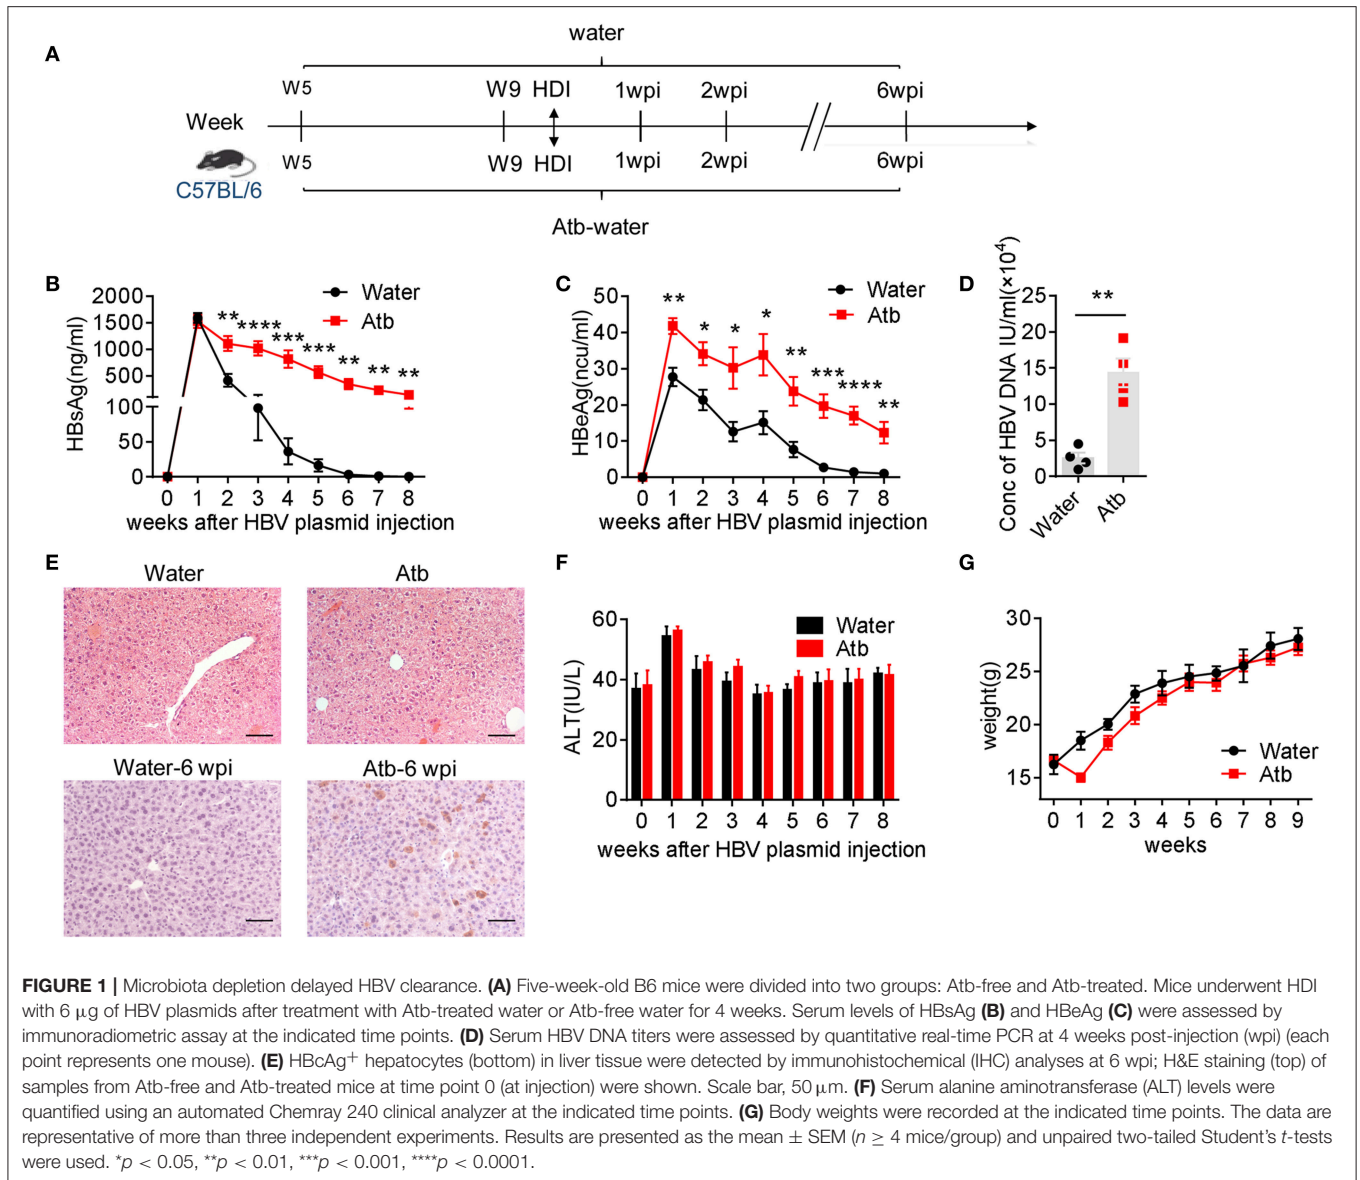 A
water
W5 W9 HDI 1wpi 2wpi 6wpi
Week
W5 W9 HDI 1wpi 2wpi 6wpi
C57BL/6
Atb-water
B
HBsAg(ng/ml)
2000
1500
1000
500
100
50
0
Water
Atb
** **** *** *** ** ** **
0 1 2 3 4 5 6 7 8
weeks after HBV plasmid injection
C
HBeAg(ncu/ml)
50
40
30
20
10
0
Water
Atb
** * * * ** *** **** **
0 1 2 3 4 5 6 7 8
weeks after HBV plasmid injection
D
Conc of HBV DNA IU/ml(×10⁴)
25
20
15
10
5
0
**
Water
Atb
E
Water
Atb
Water-6 wpi
Atb-6 wpi
F
ALT(IU/L)
60
40
20
0
Water
Atb
0 1 2 3 4 5 6 7 8
weeks after HBV plasmid injection
G
weight(g)
30
25
20
15
Water
Atb
0 1 2 3 4 5 6 7 8 9
weeks
FIGURE 1 | Microbiota depletion delayed HBV clearance. (A) Five-week-old B6 mice were divided into two groups: Atb-free and Atb-treated. Mice underwent HDI
with 6 μg of HBV plasmids after treatment with Atb-treated water or Atb-free water for 4 weeks. Serum levels of HBsAg (B) and HBeAg (C) were assessed by
immunoradiometric assay at the indicated time points. (D) Serum HBV DNA titers were assessed by quantitative real-time PCR at 4 weeks post-injection (wpi) (each
point represents one mouse). (E) HBcAg⁺ hepatocytes (bottom) in liver tissue were detected by immunohistochemical (IHC) analyses at 6 wpi; H&E staining (top) of
samples from Atb-free and Atb-treated mice at time point 0 (at injection) were shown. Scale bar, 50 μm. (F) Serum alanine aminotransferase (ALT) levels were
quantified using an automated Chemray 240 clinical analyzer at the indicated time points. (G) Body weights were recorded at the indicated time points. The data are
representative of more than three independent experiments. Results are presented as the mean ± SEM (n ≥ 4 mice/group) and unpaired two-tailed Student's t-tests
were used. *p < 0.05, **p < 0.01, ***p < 0.001, ****p < 0.0001.